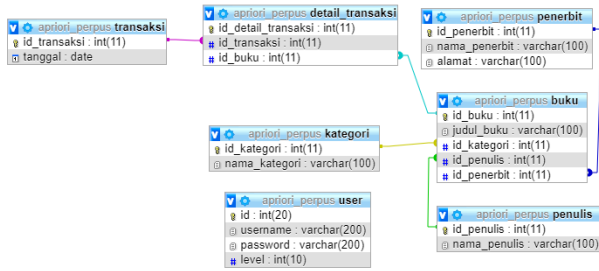 apriori_perpus transaksi
id_transaksi : int(11)
tanggal : date
apriori_perpus detail_transaksi
id_detail_transaksi : int(11)
id_transaksi : int(11)
id_buku : int(11)
apriori_perpus penerbit
id_penerbit : int(11)
nama_penerbit : varchar(100)
alamat : varchar(100)
apriori_perpus buku
id_buku : int(11)
judul_buku : varchar(100)
id_kategori : int(11)
id_penulis : int(11)
id_penerbit : int(11)
apriori_perpus kategori
id_kategori : int(11)
nama_kategori : varchar(100)
apriori_perpus user
id : int(20)
username : varchar(200)
password : varchar(200)
level : int(10)
apriori_perpus penulis
id_penulis : int(11)
nama_penulis : varchar(100)